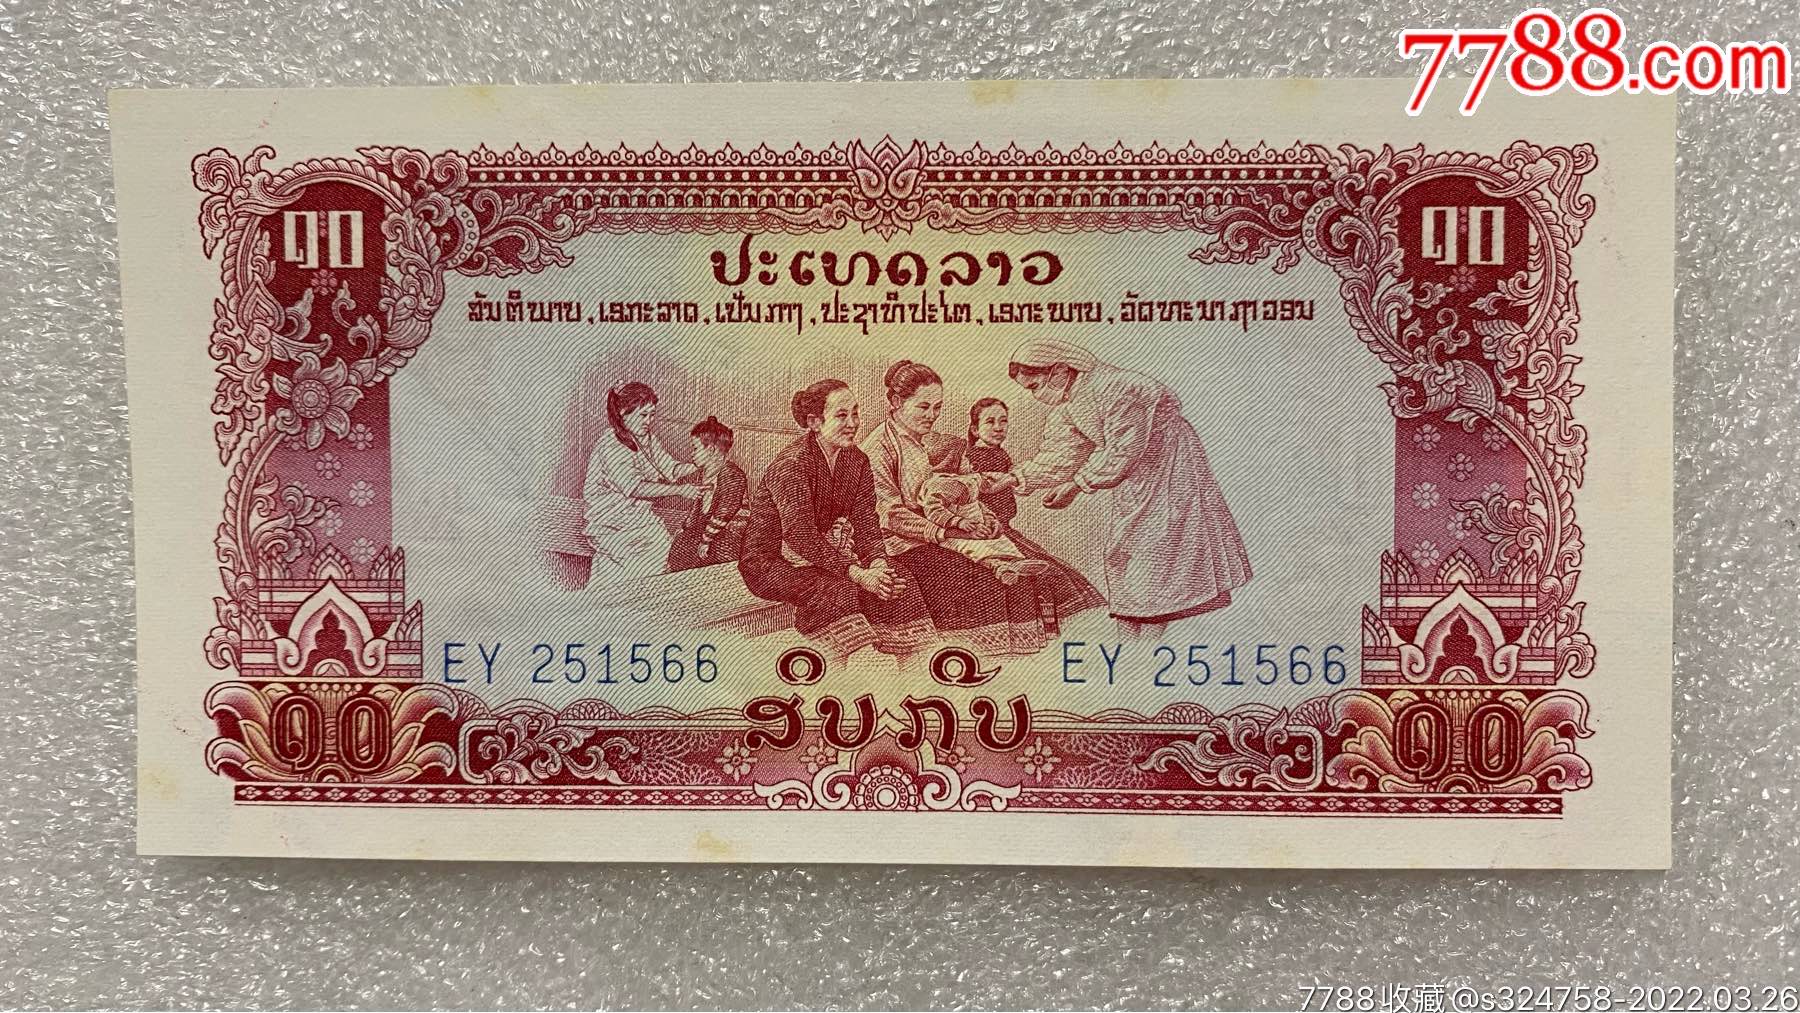 7788.com
໑໐ ໑໐
ປະເທດລາວ
ສັນຕິພາບ, ເອກະລາດ, ເປັນກາງ, ປະຊາທິປະໄຕ, ເອກະພາບ, ວັດທະນາຖາວອນ
EY 251566 EY 251566
໑໐ ສິບກີບ ໑໐
7788收藏@s324758-2022.03.26